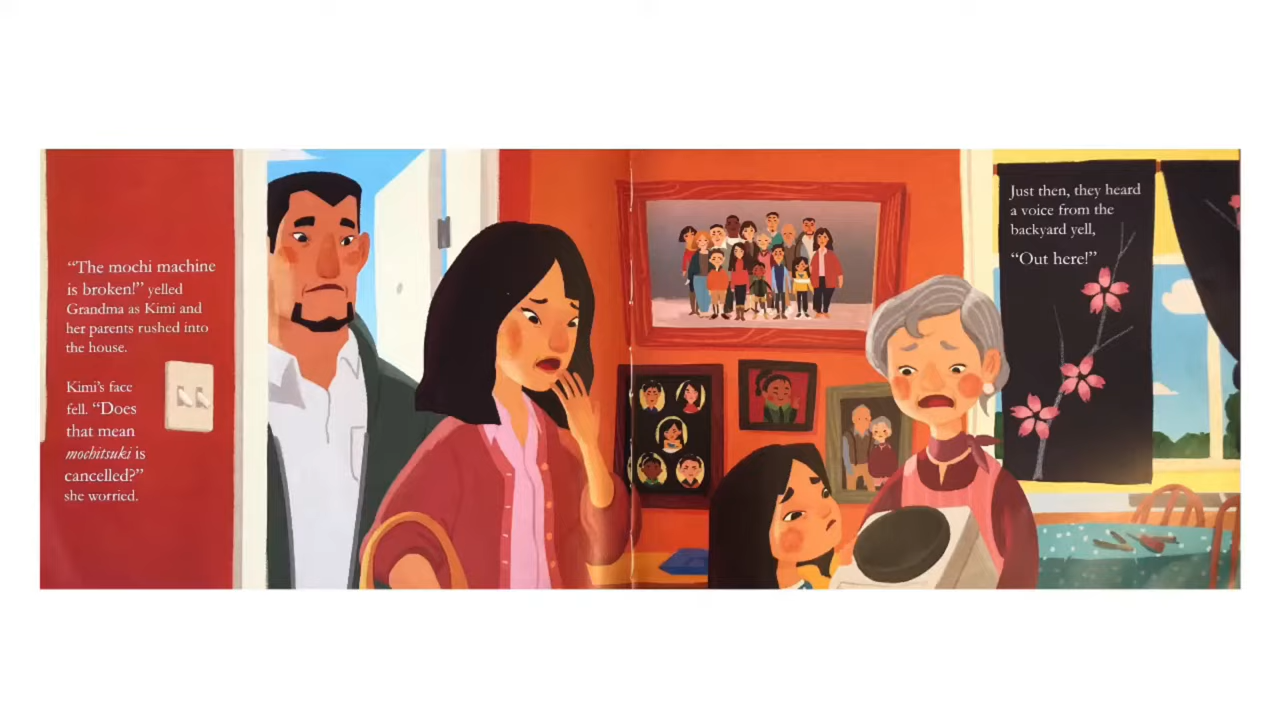 “The mochi machine
is broken!” yelled
Grandma as Kimi and
her parents rushed into
the house.
Kimi’s face
fell. “Does
that mean
mochitsuki is
cancelled?”
she worried.
Just then, they heard
a voice from the
backyard yell,
“Out here!”